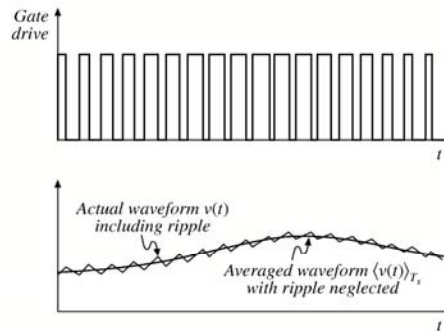 Gate
drive
t
Actual waveform v(t)
including ripple
Averaged waveform ⟨v(t)⟩Ts
with ripple neglected
t